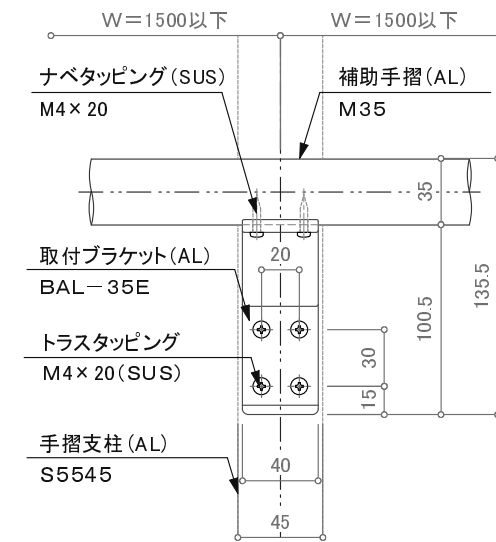 W＝1500以下
W＝1500以下
ナベタッピング（SUS）
M4×20
補助手摺（AL）
M35
35
135.5
取付ブラケット（AL）
BAL－35E
20
100.5
トラスタッピング
M4×20（SUS）
30
15
手摺支柱（AL）
S5545
40
45